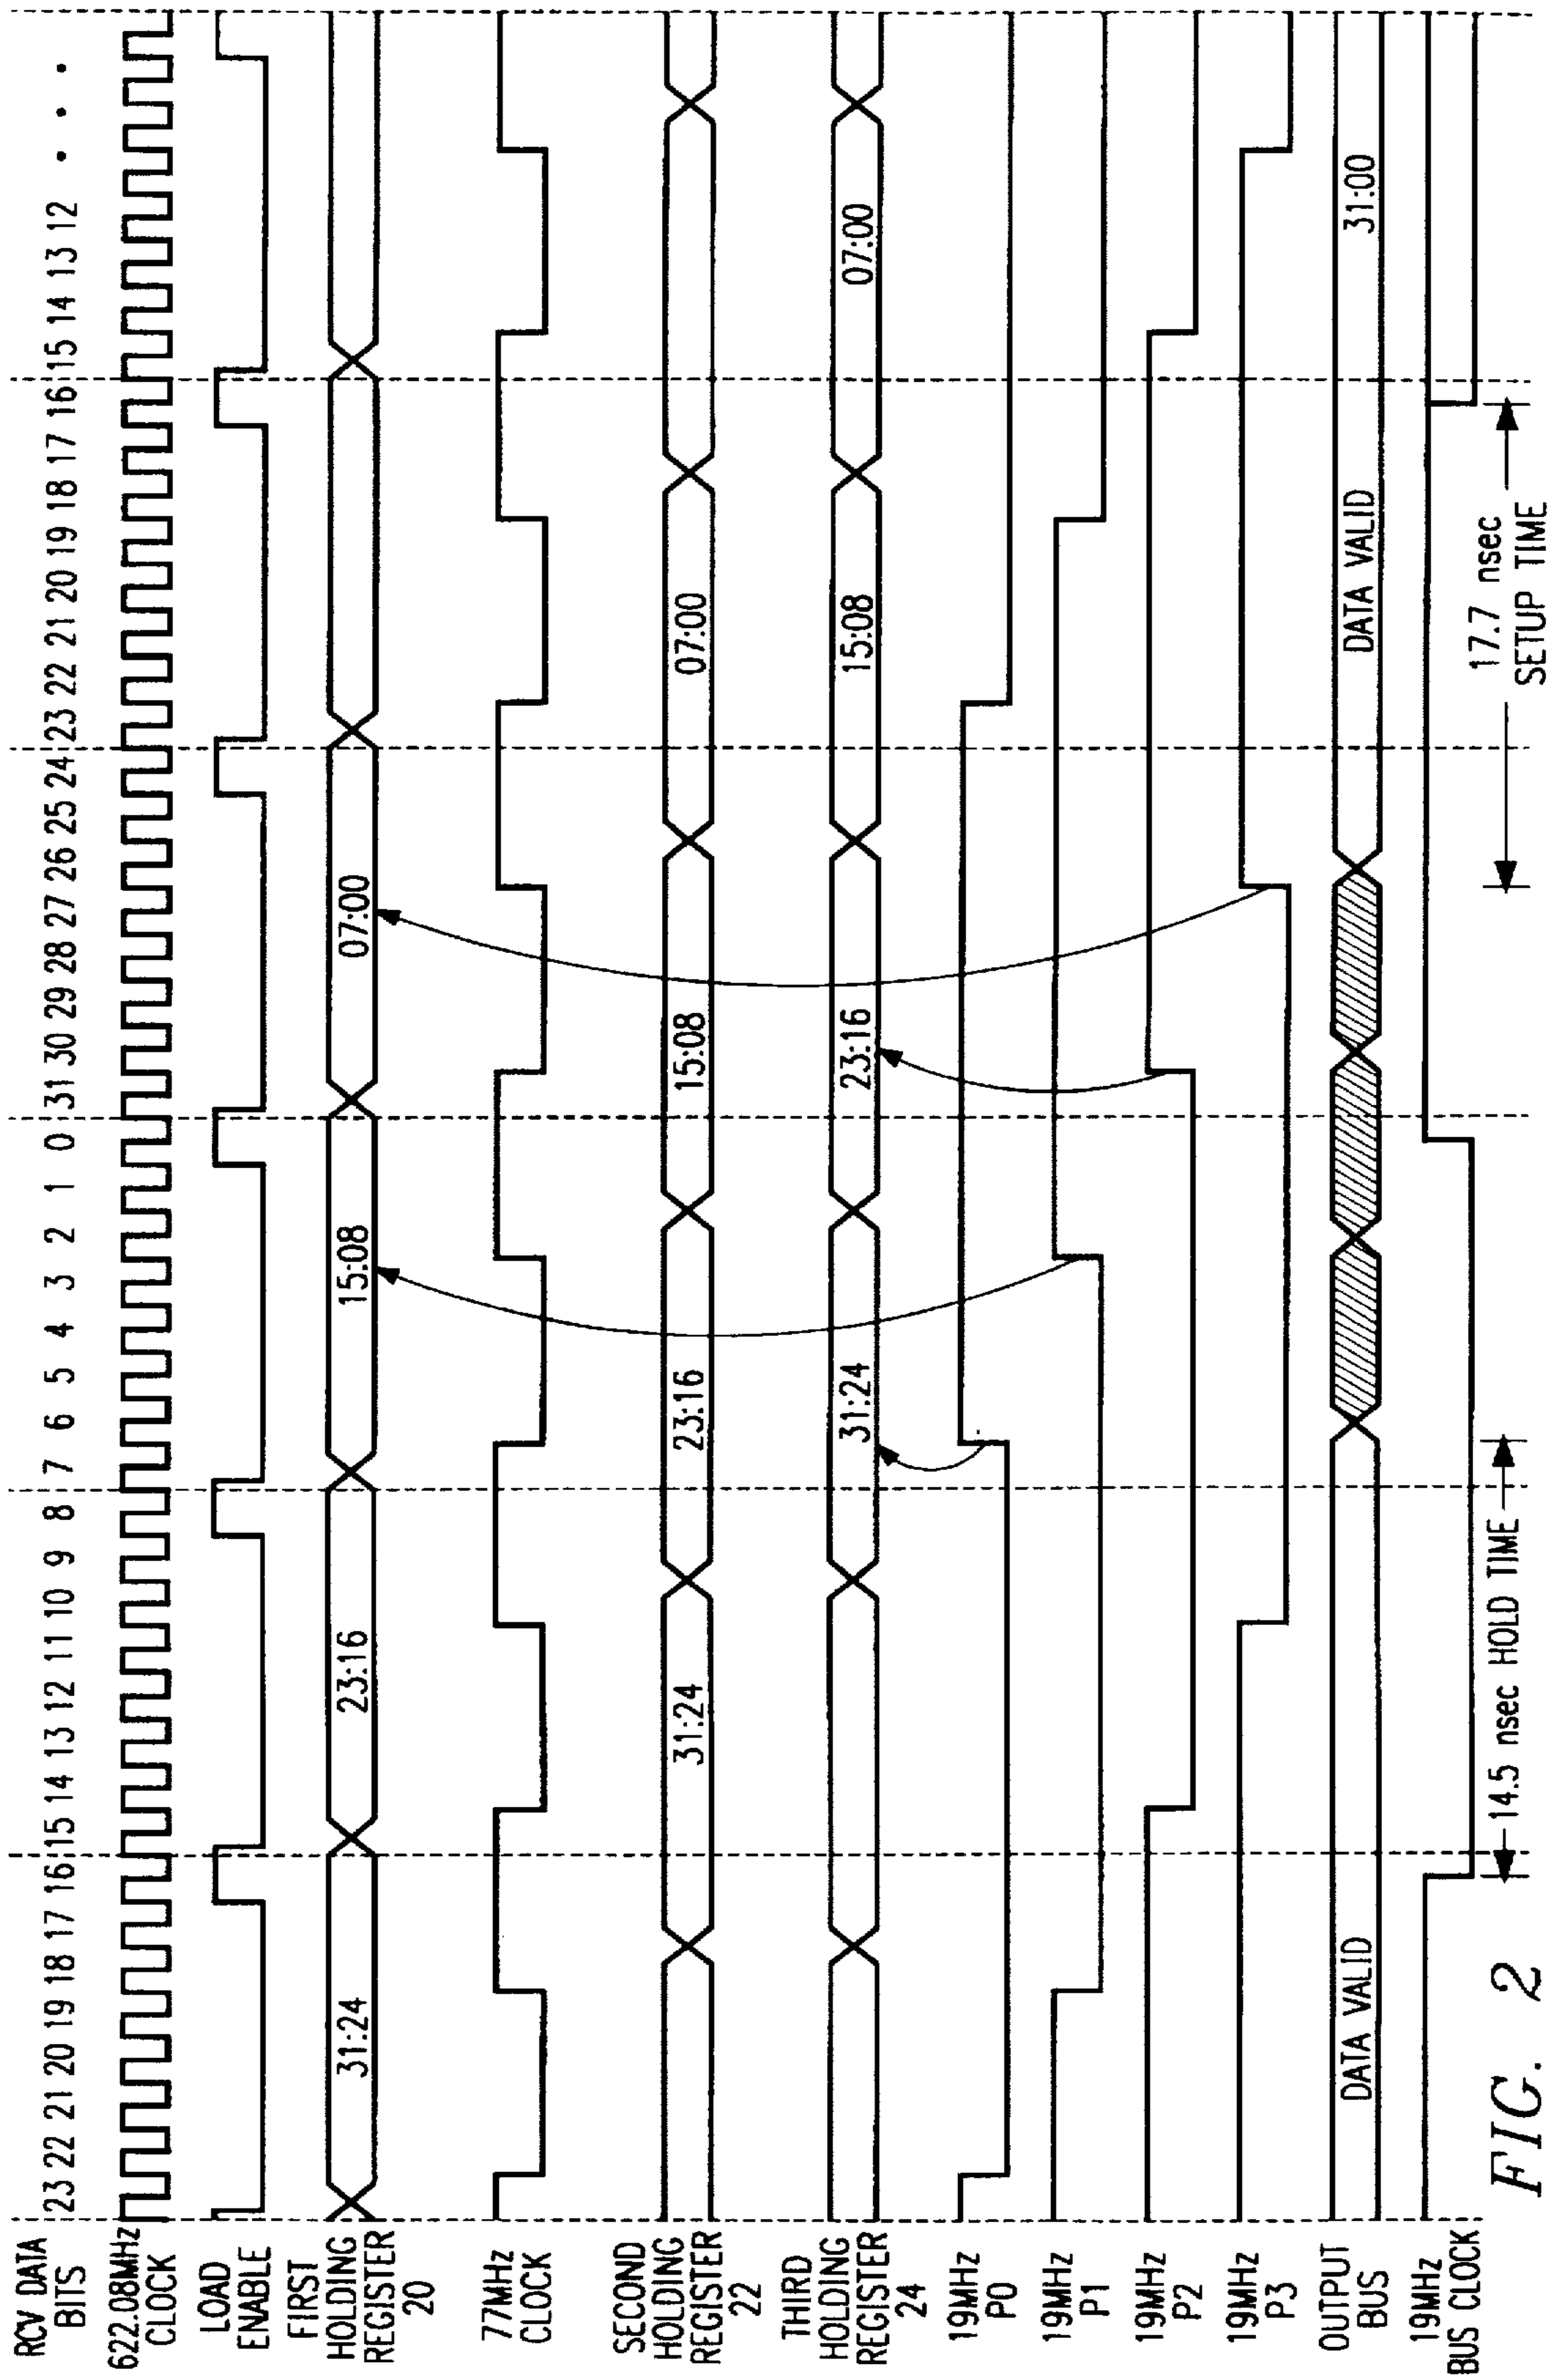 RCV DATA
BITS
23 22 21 20 19 18 17 16 15 14 13 12 11 10 9 8 7 6 5 4 3 2 1 0 31 30 29 28 27 26 25 24 23 22 21 20 19 18 17 16 15 14 13 12 • • •
622.08MHz
CLOCK
LOAD
ENABLE
FIRST
HOLDING
REGISTER
20
31:24 23:16 15:08 07:00
77MHz
CLOCK
SECOND
HOLDING
REGISTER
22
31:24 23:16 15:08 07:00
THIRD
HOLDING
REGISTER
24
31:24 23:16 15:08 07:00
19MHz
P0
19MHz
P1
19MHz
P2
19MHz
P3
OUTPUT
BUS
DATA VALID DATA VALID 31:00
19MHz
BUS CLOCK
14.5 nsec HOLD TIME
17.7 nsec
SETUP TIME
FIG. 2